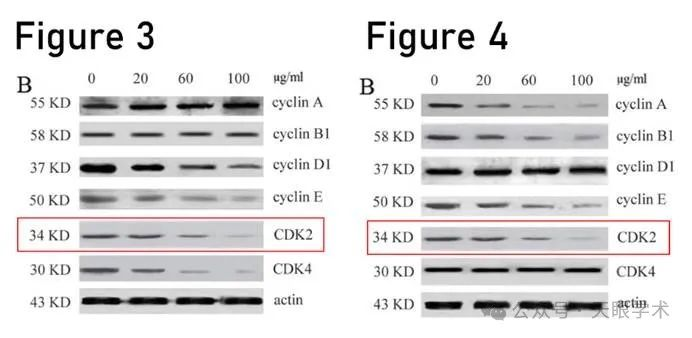 Figure 3
B 0 20 60 100 μg/ml
55 KD cyclin A
58 KD cyclin B1
37 KD cyclin D1
50 KD cyclin E
34 KD CDK2
30 KD CDK4
43 KD actin
Figure 4
B 0 20 60 100 μg/ml
55 KD cyclin A
58 KD cyclin B1
37 KD cyclin D1
50 KD cyclin E
34 KD CDK2
30 KD CDK4
43 KD actin
公众号 · 天眼学术